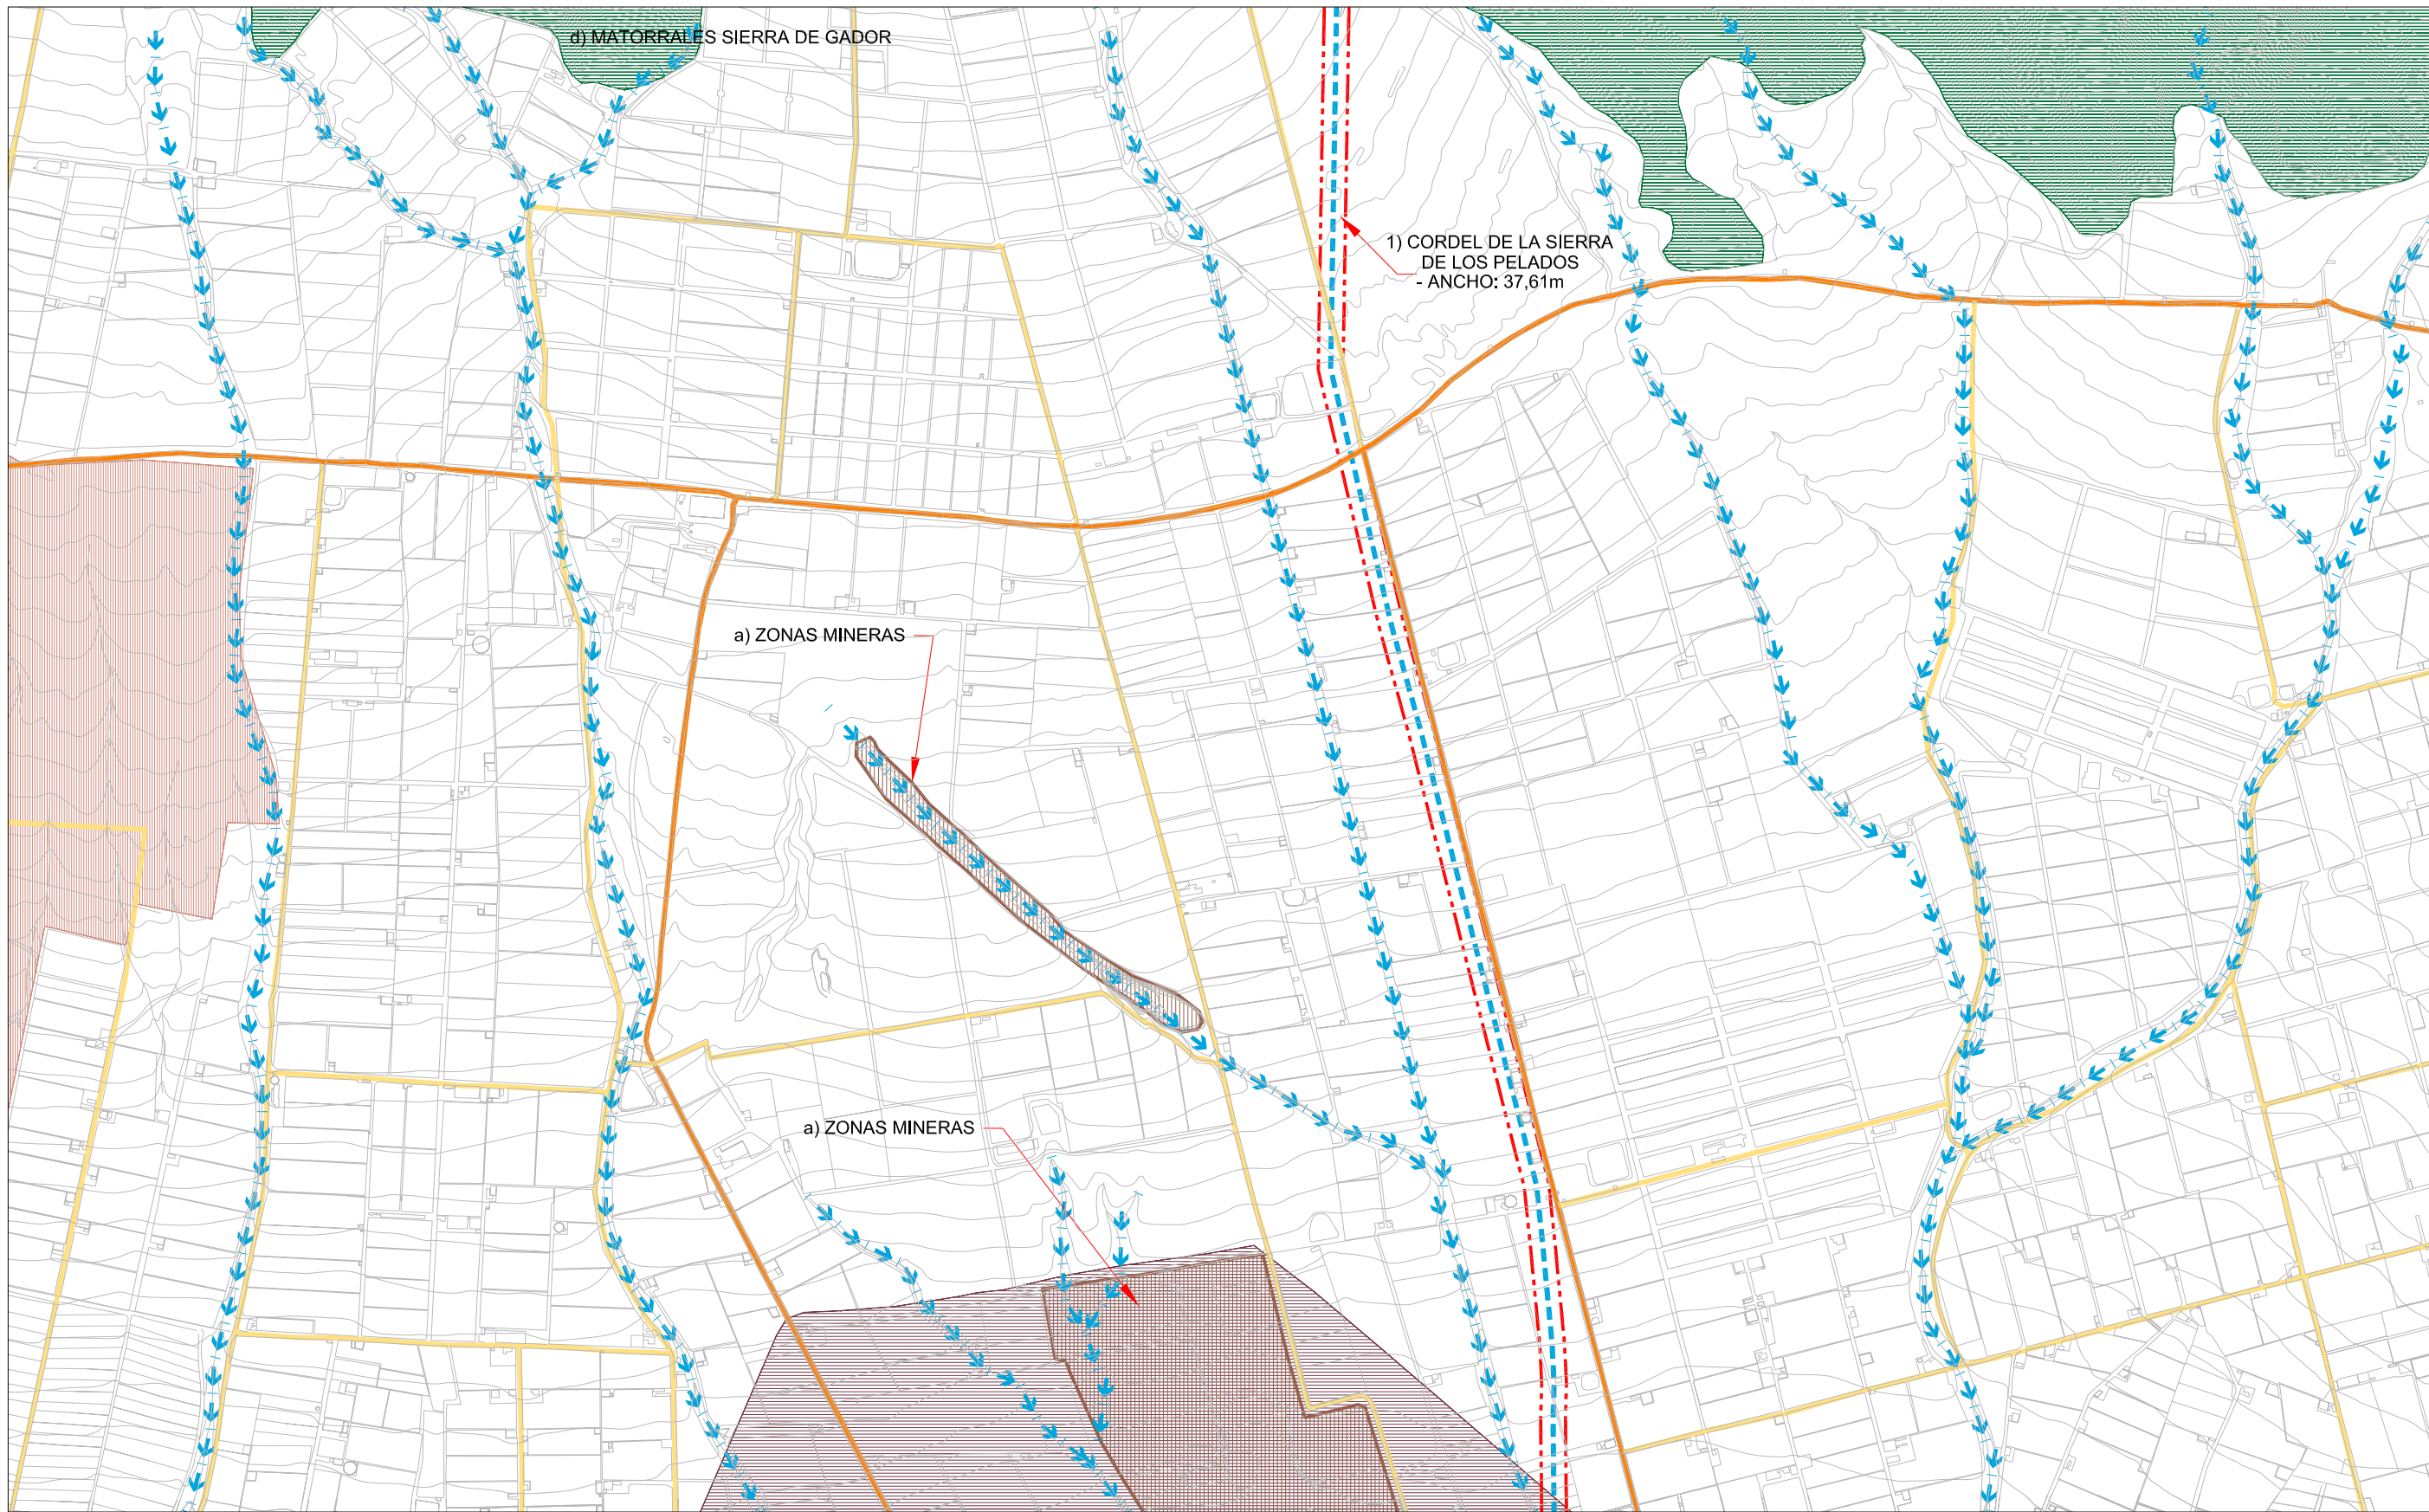 d) MATORRALES SIERRA DE GADOR
1) CORDEL DE LA SIERRA
DE LOS PELADOS
- ANCHO: 37,61m
a) ZONAS MINERAS
a) ZONAS MINERAS